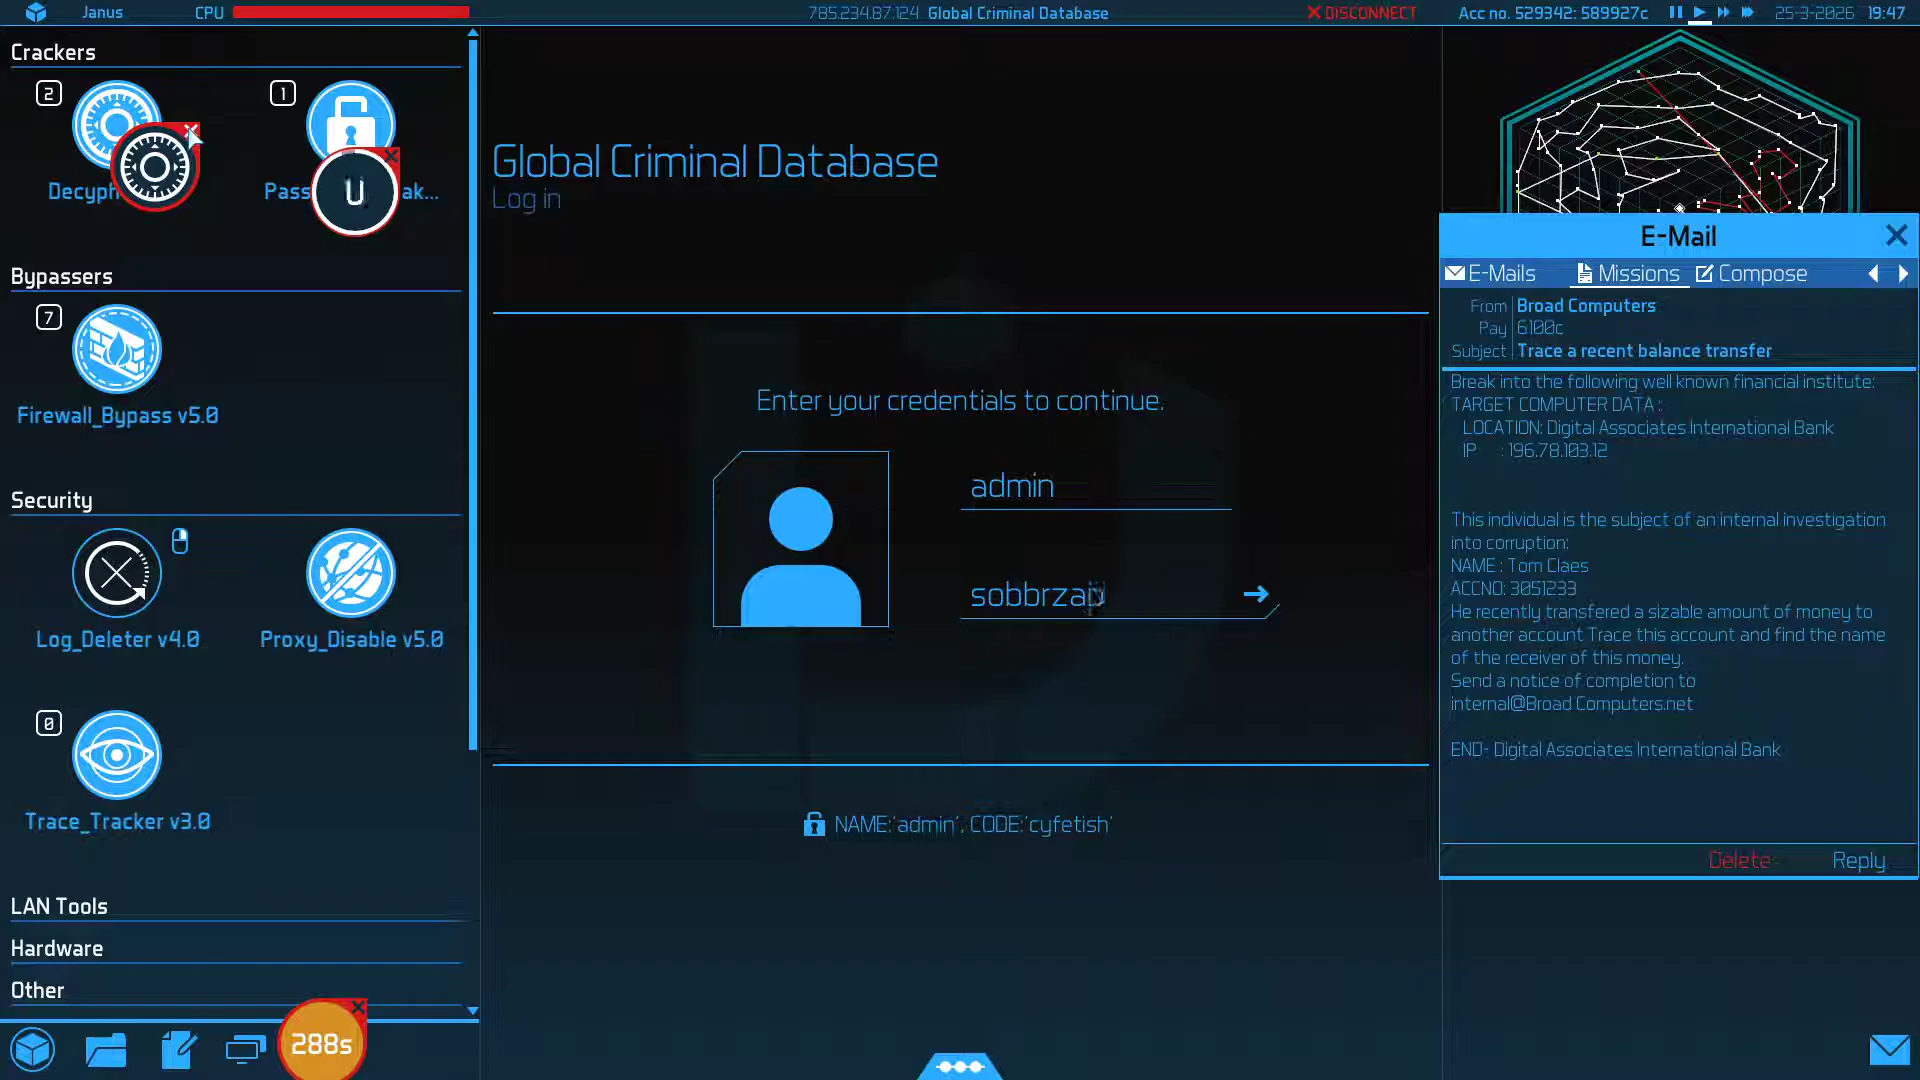 Janus
CPU
785.234.87.124 Global Criminal Database
DISCONNECT
Acc no. 529342: 589927c
25-3-2026 19:47
Crackers
2
1
Decyph
Pass
ak...
U
Bypassers
7
Firewall_Bypass v5.0
Security
Log_Deleter v4.0
Proxy_Disable v5.0
0
Trace_Tracker v3.0
LAN Tools
Hardware
Other
288s
Global Criminal Database
Log in
Enter your credentials to continue.
admin
sobbrzap
NAME:'admin', CODE:'cyfetish'
E-Mail
E-Mails
Missions
Compose
From Broad Computers
Pay 6100c
Subject Trace a recent balance transfer
Break into the following well known financial institute:
TARGET COMPUTER DATA ::
LOCATION: Digital Associates International Bank
IP : 196.78.103.12
This individual is the subject of an internal investigation
into corruption:
NAME : Tom Claes
ACCNO: 3051233
He recently transfered a sizable amount of money to
another account Trace this account and find the name
of the receiver of this money.
Send a notice of completion to
internal@Broad Computers.net
END- Digital Associates International Bank
Delete
Reply